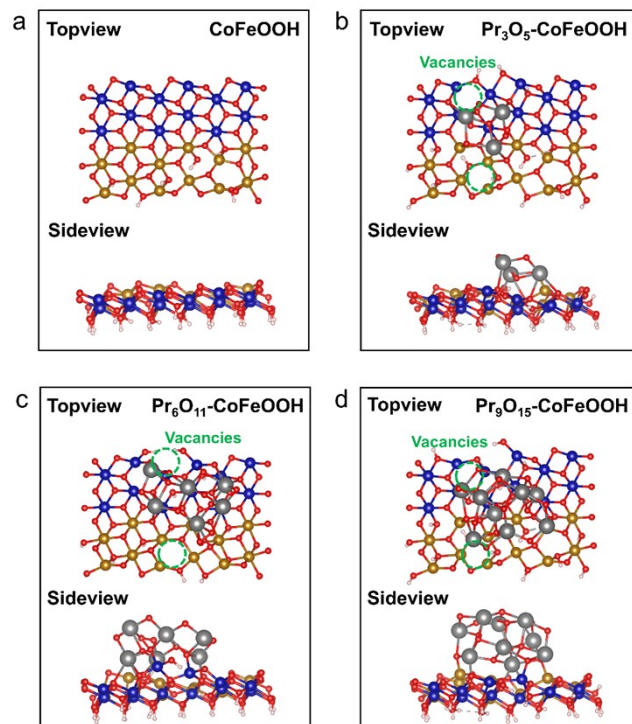 a
Topview CoFeOOH
Sideview
b
Topview Pr₃O₅-CoFeOOH
Vacancies
Sideview
c
Topview Pr₆O₁₁-CoFeOOH
Vacancies
Sideview
d
Topview Pr₉O₁₅-CoFeOOH
Vacancies
Sideview